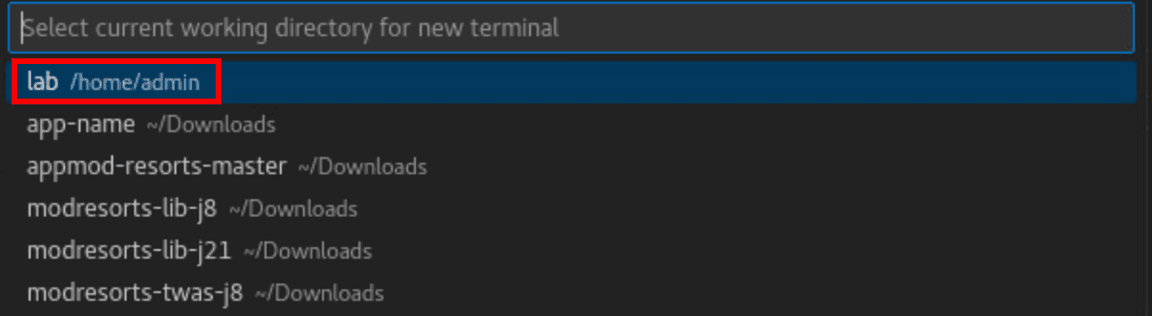 Select current working directory for new terminal
lab /home/admin
app-name ~/Downloads
appmod-resorts-master ~/Downloads
modresorts-lib-j8 ~/Downloads
modresorts-lib-j21 ~/Downloads
modresorts-twas-j8 ~/Downloads